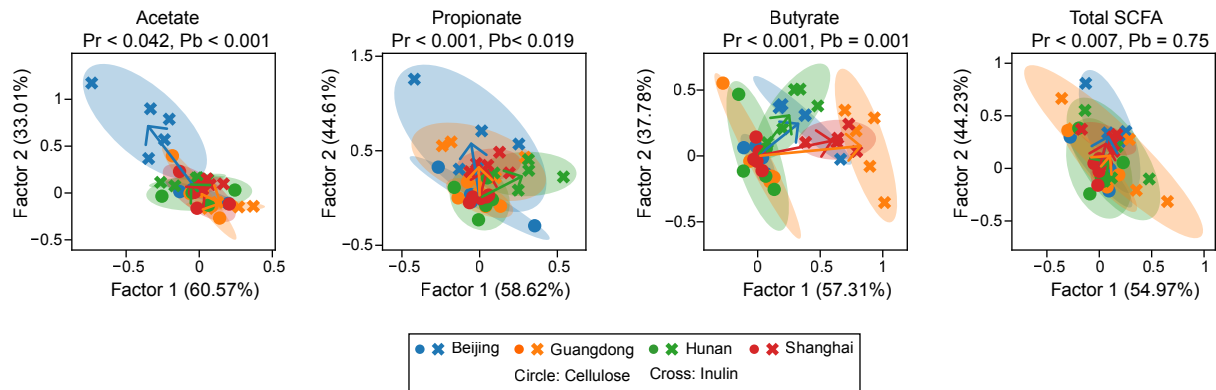 Acetate
Pr < 0.042, Pb < 0.001
Factor 2 (33.01%)
1
0.5
0
−0.5
−0.5
0
0.5
Factor 1 (60.57%)
Propionate
Pr < 0.001, Pb< 0.019
Factor 2 (44.61%)
1.5
1
0.5
0
−0.5
−0.5
0
0.5
Factor 1 (58.62%)
Butyrate
Pr < 0.001, Pb = 0.001
Factor 2 (37.78%)
0.5
0
−0.5
0
0.5
1
Factor 1 (57.31%)
Total SCFA
Pr < 0.007, Pb = 0.75
Factor 2 (44.23%)
1
0.5
0
−0.5
−0.5
0
0.5
1
Factor 1 (54.97%)
Beijing Guangdong Hunan Shanghai
Circle: Cellulose Cross: Inulin